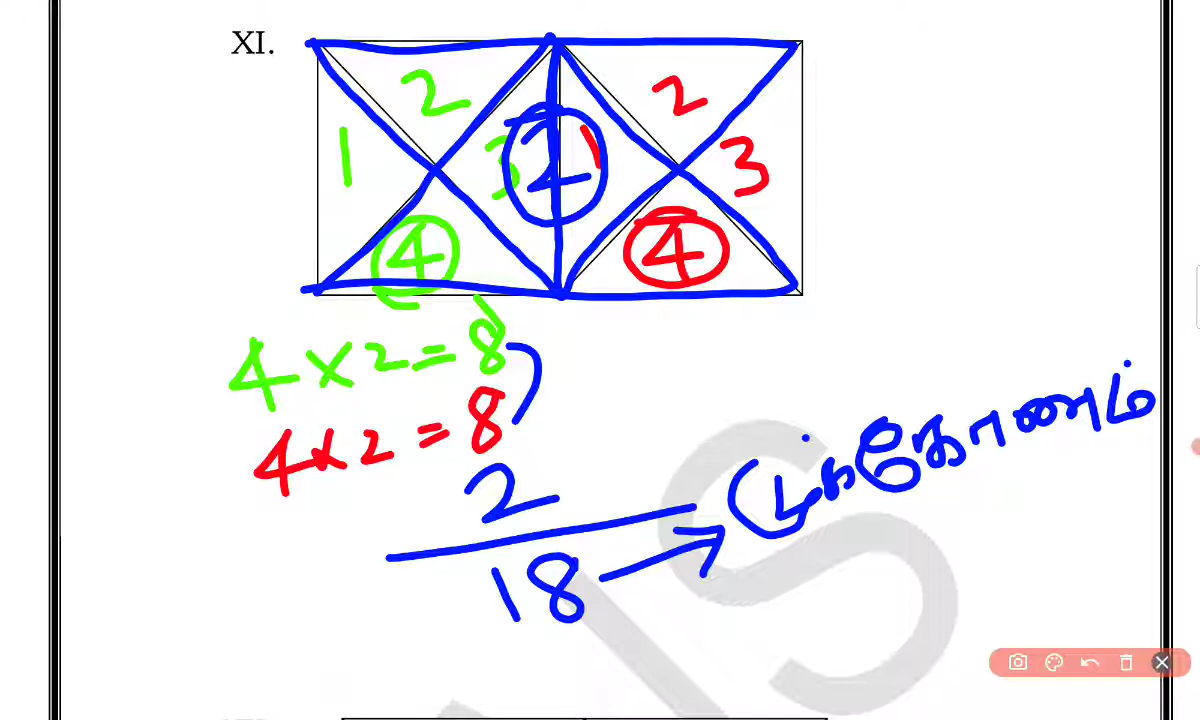 XI.
2 2
1 3 2 1 3
4 4
4 × 2 = 8
4 × 2 = 8
2
18 → முக்கோணம்